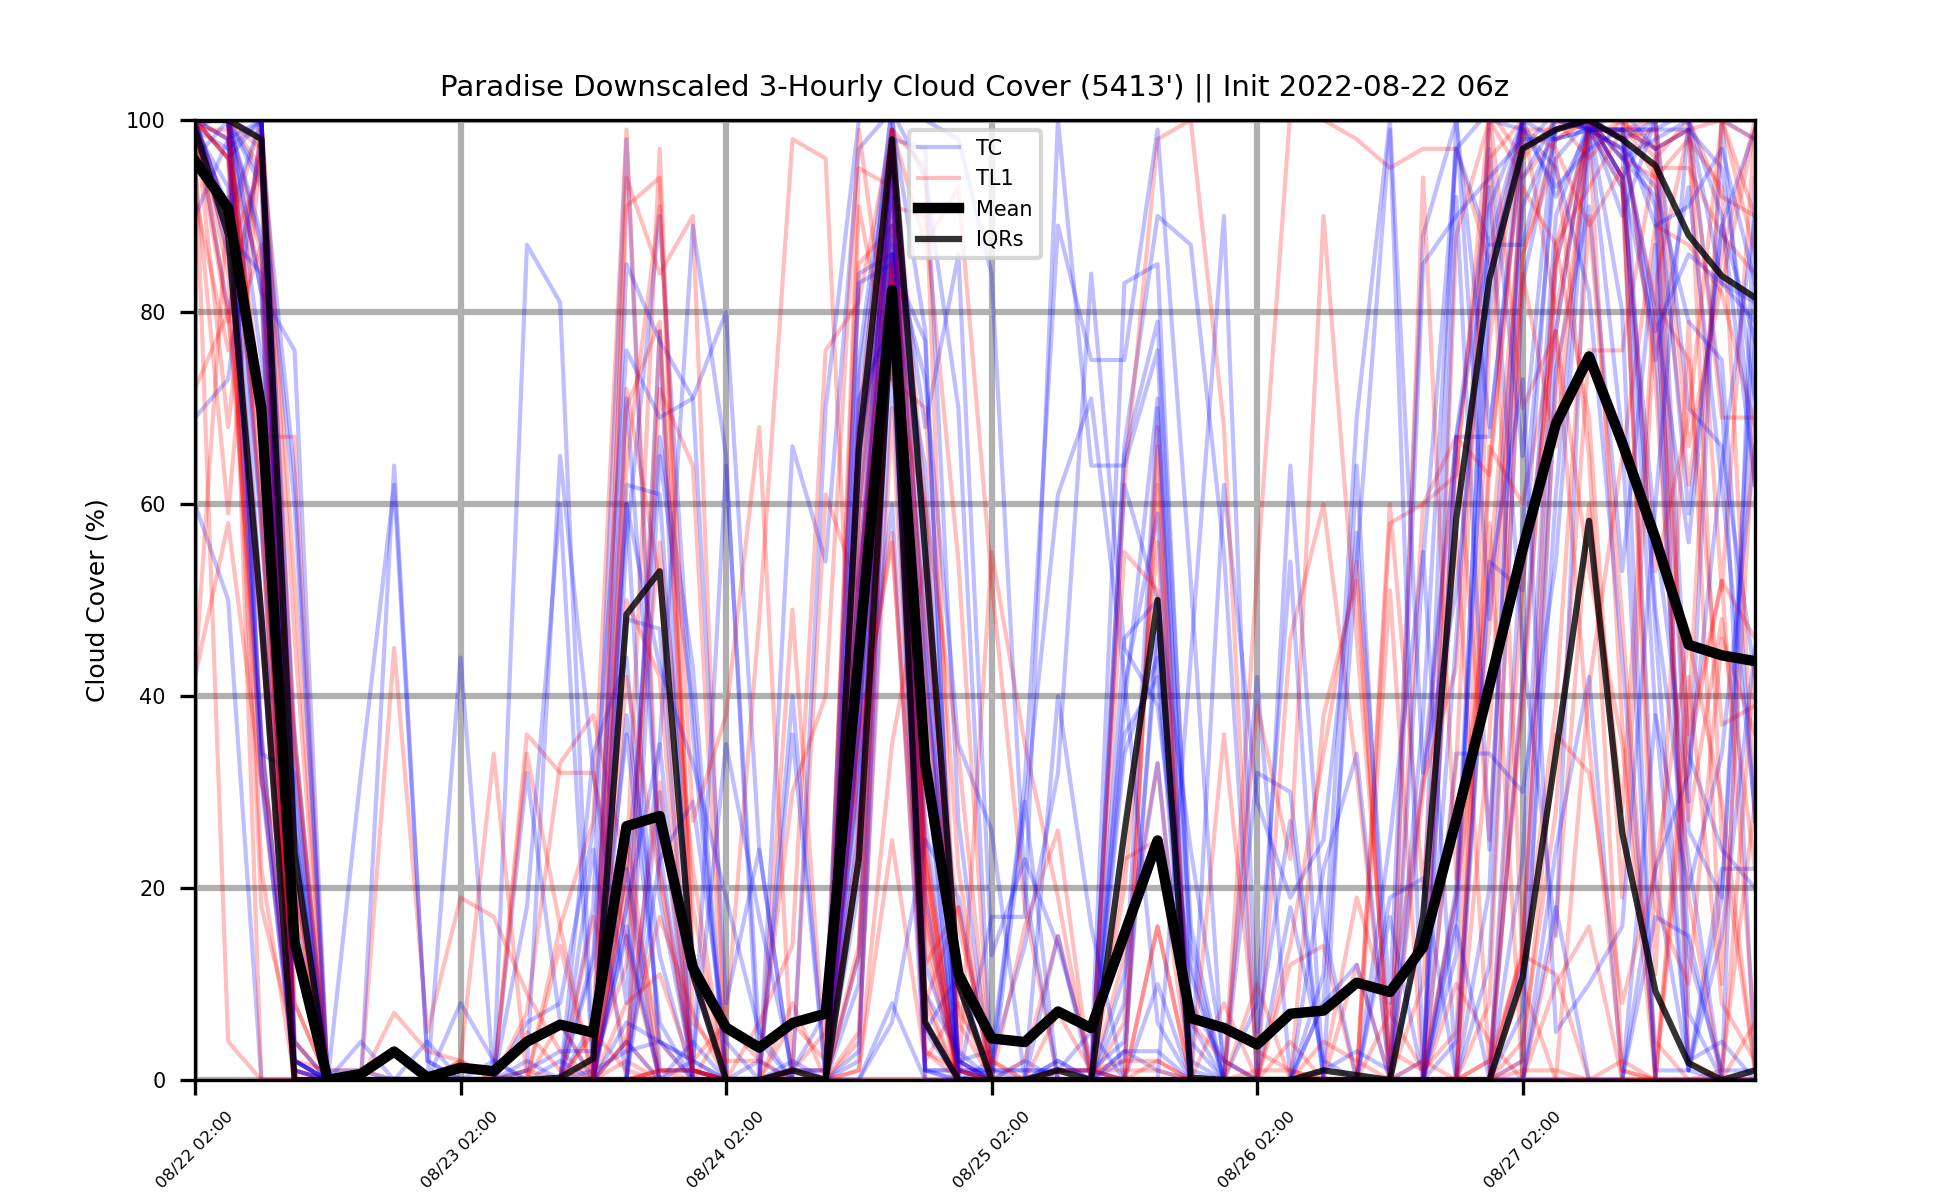 Paradise Downscaled 3-Hourly Cloud Cover (5413') || Init 2022-08-22 06z
100
80
60
40
20
0
Cloud Cover (%)
TC
TL1
Mean
IQRs
08/22 02:00
08/23 02:00
08/24 02:00
08/25 02:00
08/26 02:00
08/27 02:00